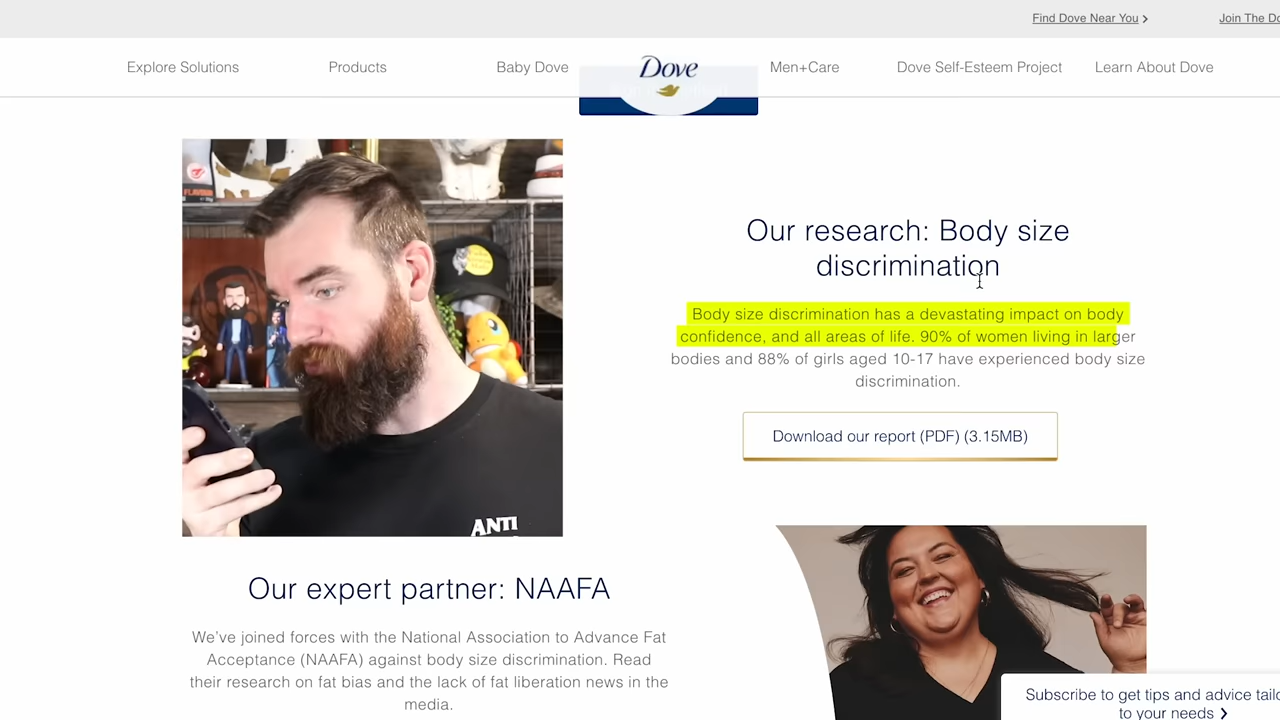 Find Dove Near You
Join The Do
Explore Solutions
Products
Baby Dove
Dove
Men+Care
Dove Self-Esteem Project
Learn About Dove
Our research: Body size
discrimination
Body size discrimination has a devastating impact on body
confidence, and all areas of life. 90% of women living in larger
bodies and 88% of girls aged 10-17 have experienced body size
discrimination.
Download our report (PDF) (3.15MB)
ANTI
Our expert partner: NAAFA
We've joined forces with the National Association to Advance Fat
Acceptance (NAAFA) against body size discrimination. Read
their research on fat bias and the lack of fat liberation news in the
media.
Subscribe to get tips and advice tailo
to your needs